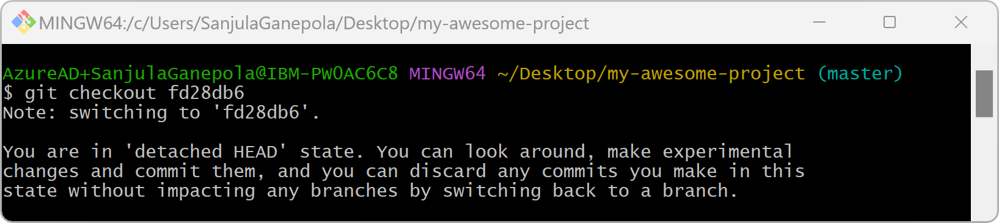 MINGW64:/c/Users/SanjulaGanepola/Desktop/my-awesome-project
AzureAD+SanjulaGanepola@IBM-PW0AC6C8 MINGW64 ~/Desktop/my-awesome-project (master)
$ git checkout fd28db6
Note: switching to 'fd28db6'.
You are in 'detached HEAD' state. You can look around, make experimental
changes and commit them, and you can discard any commits you make in this
state without impacting any branches by switching back to a branch.